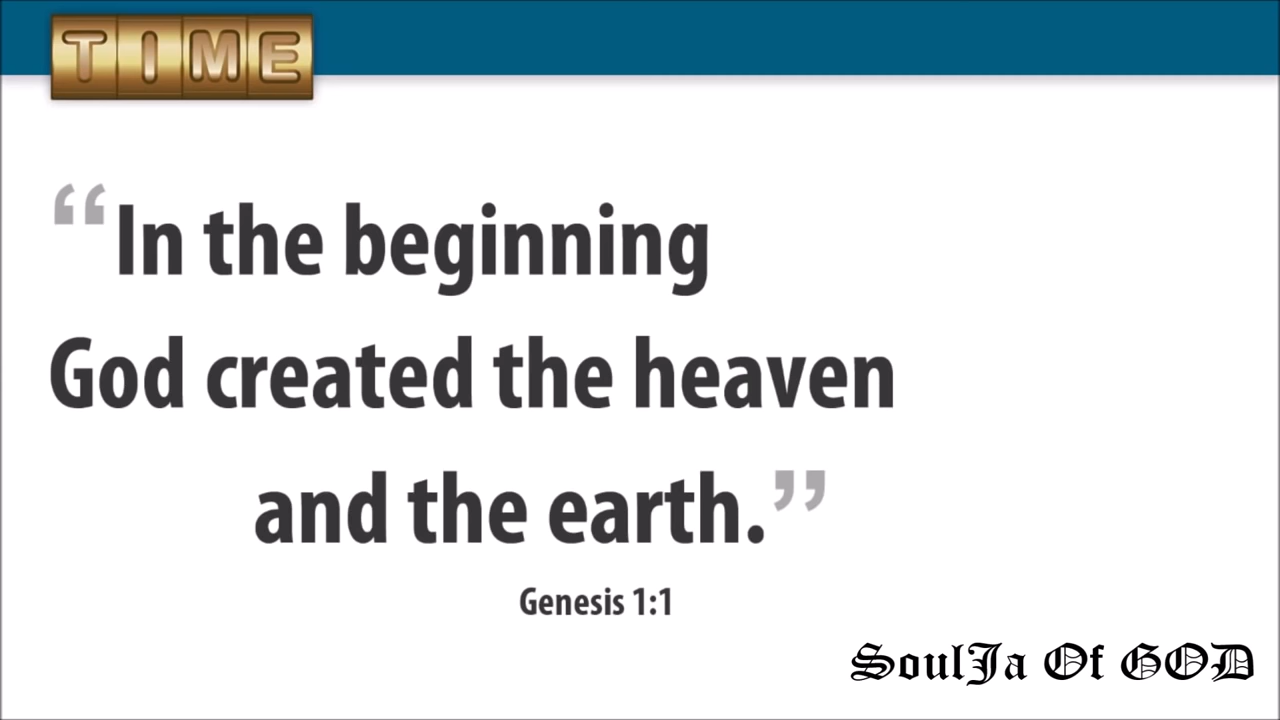 TIME
“In the beginning
God created the heaven
and the earth.”
Genesis 1:1
SoulJa Of GOD